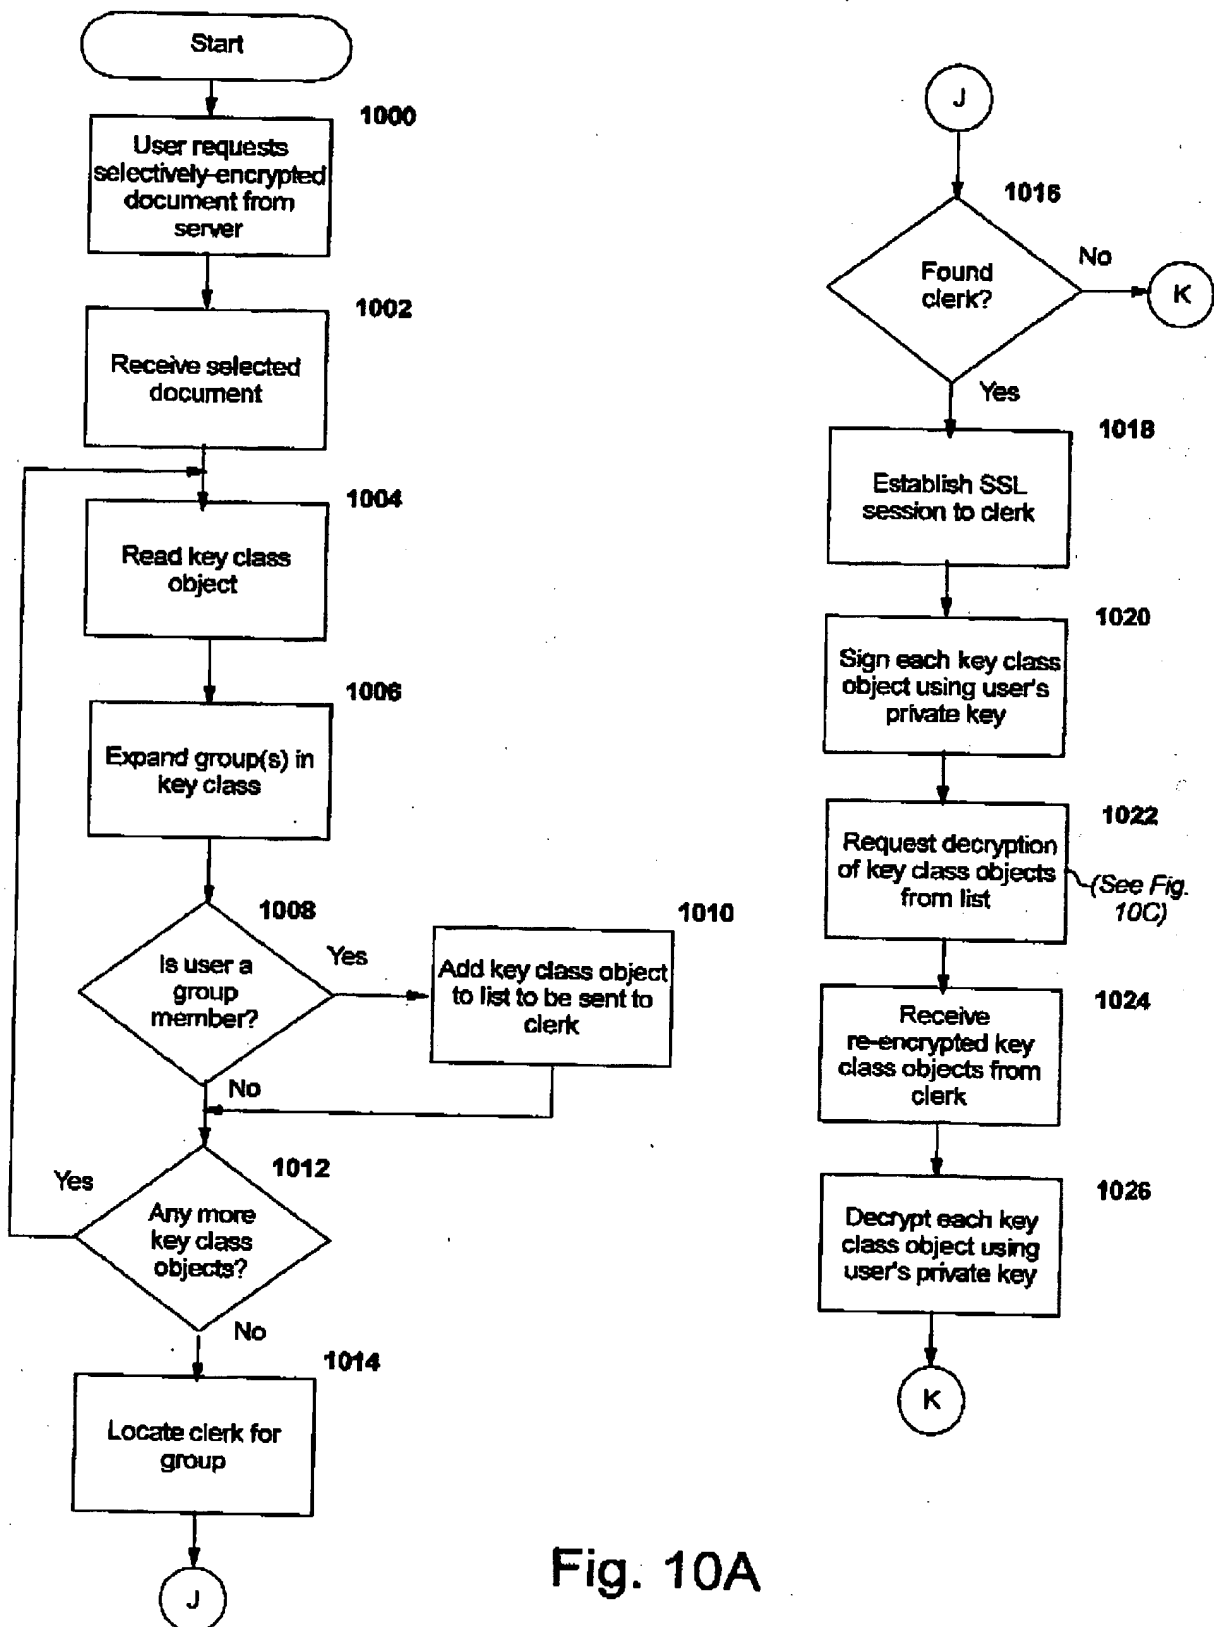 Start
1000
User requests
selectively-encrypted
document from
server
1002
Receive selected
document
1004
Read key class
object
1006
Expand group(s) in
key class
1008
Is user a
group
member?
Yes
No
1010
Add key class object
to list to be sent to
clerk
1012
Any more
key class
objects?
Yes
No
1014
Locate clerk for
group
J
J
1016
Found
clerk?
No
K
Yes
1018
Establish SSL
session to clerk
1020
Sign each key class
object using user's
private key
1022
Request decryption
of key class objects
from list
(See Fig.
10C)
1024
Receive
re-encrypted key
class objects from
clerk
1026
Decrypt each key
class object using
user's private key
K
Fig. 10A